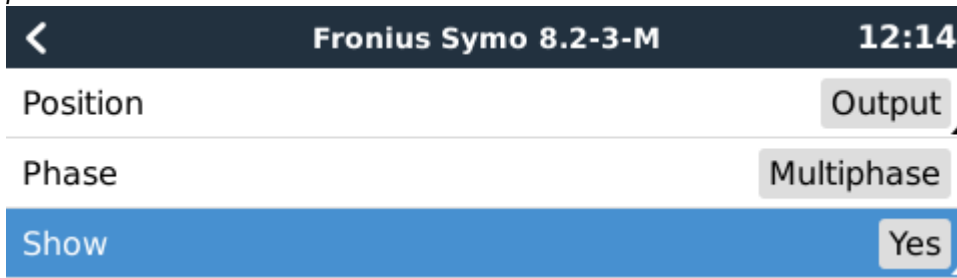 Fronius Symo 8.2-3-M 12:14
Position Output
Phase Multiphase
Show Yes